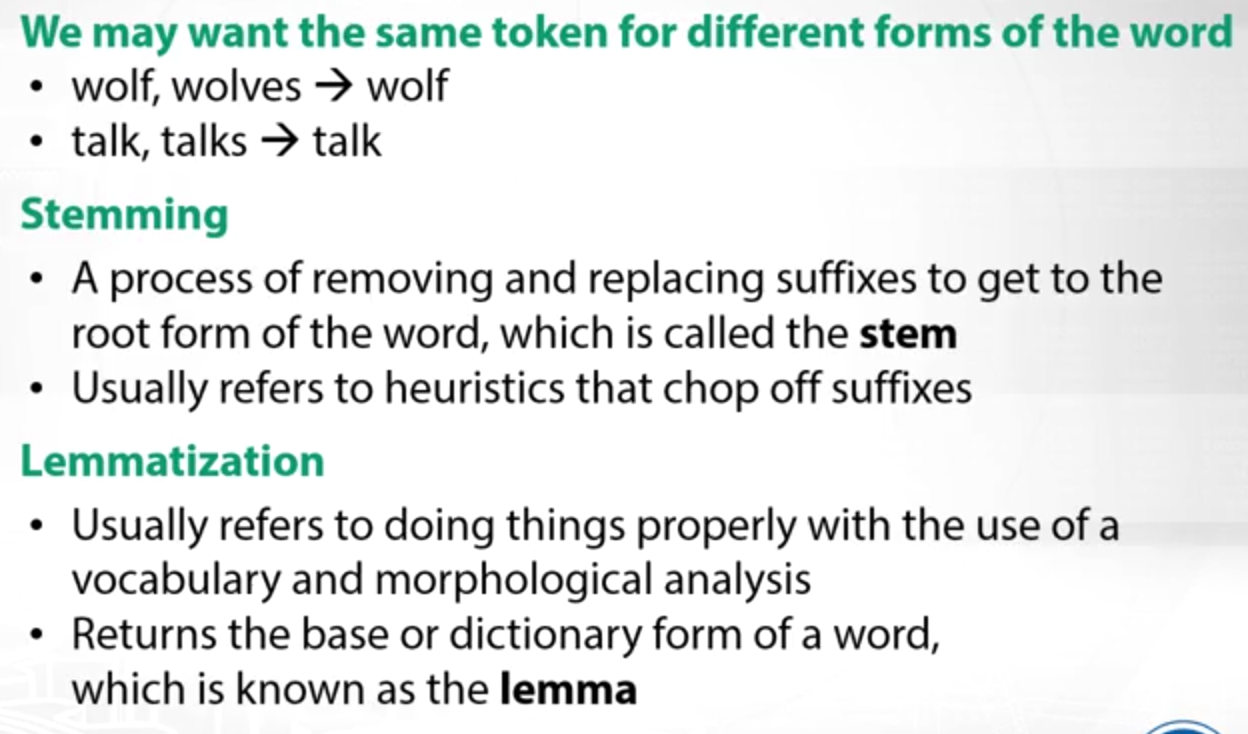 We may want the same token for different forms of the word
• wolf, wolves → wolf
• talk, talks → talk
Stemming
• A process of removing and replacing suffixes to get to the
root form of the word, which is called the stem
• Usually refers to heuristics that chop off suffixes
Lemmatization
• Usually refers to doing things properly with the use of a
vocabulary and morphological analysis
• Returns the base or dictionary form of a word,
which is known as the lemma